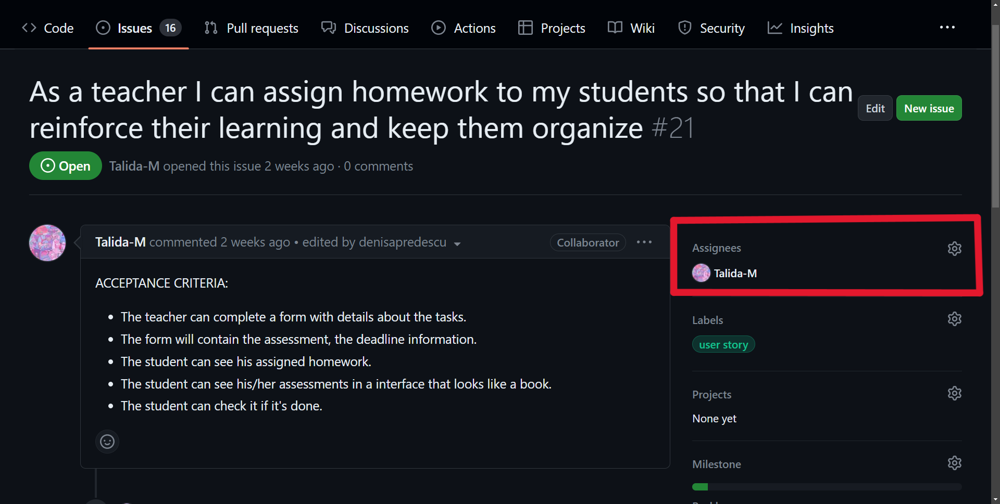 Code Issues 16 Pull requests Discussions Actions Projects Wiki Security Insights
As a teacher I can assign homework to my students so that I can
reinforce their learning and keep them organize #21
Edit New issue
Open Talida-M opened this issue 2 weeks ago · 0 comments
Talida-M commented 2 weeks ago • edited by denisapredescu Collaborator
ACCEPTANCE CRITERIA:
• The teacher can complete a form with details about the tasks.
• The form will contain the assessment, the deadline information.
• The student can see his assigned homework.
• The student can see his/her assessments in a interface that looks like a book.
• The student can check it if it's done.
Assignees
Talida-M
Labels
user story
Projects
None yet
Milestone